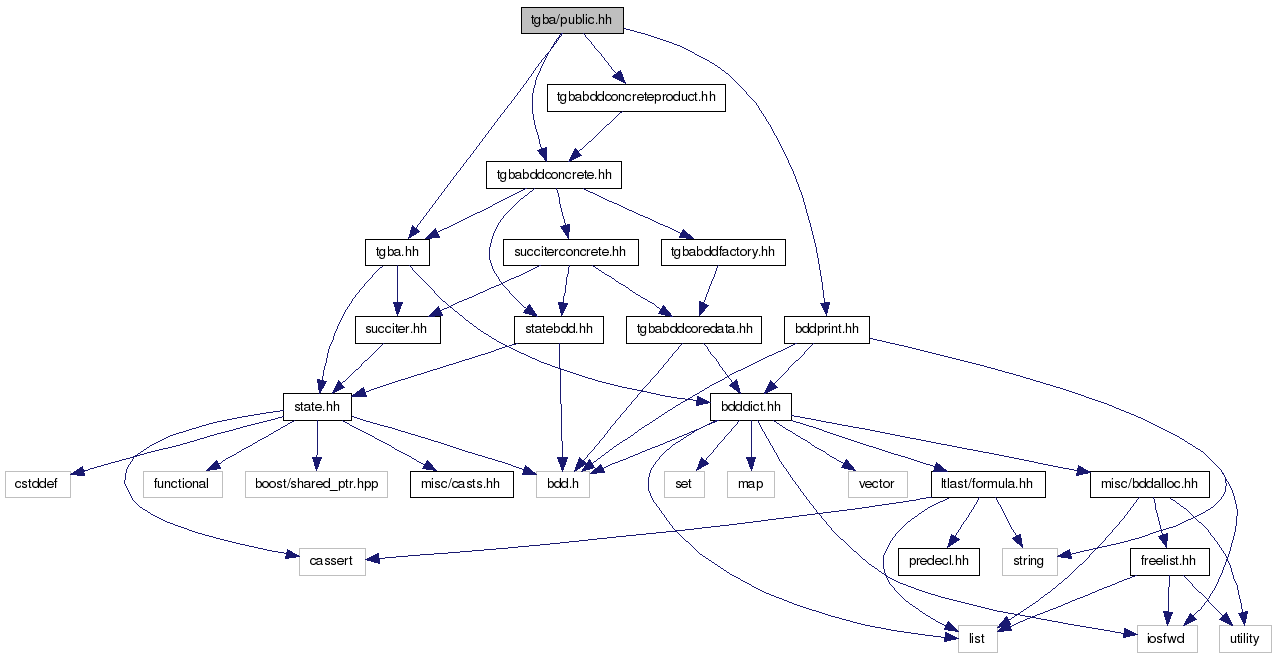 tgba/public.hh
tgbabddconcreteproduct.hh
tgbabddconcrete.hh
tgba.hh
succiterconcrete.hh
tgbabddfactory.hh
succiter.hh
statebdd.hh
tgbabddcoredata.hh
bddprint.hh
state.hh
bdddict.hh
cstddef
functional
boost/shared_ptr.hpp
misc/casts.hh
bdd.h
set
map
vector
ltlast/formula.hh
misc/bddalloc.hh
cassert
predecl.hh
string
freelist.hh
list
iosfwd
utility